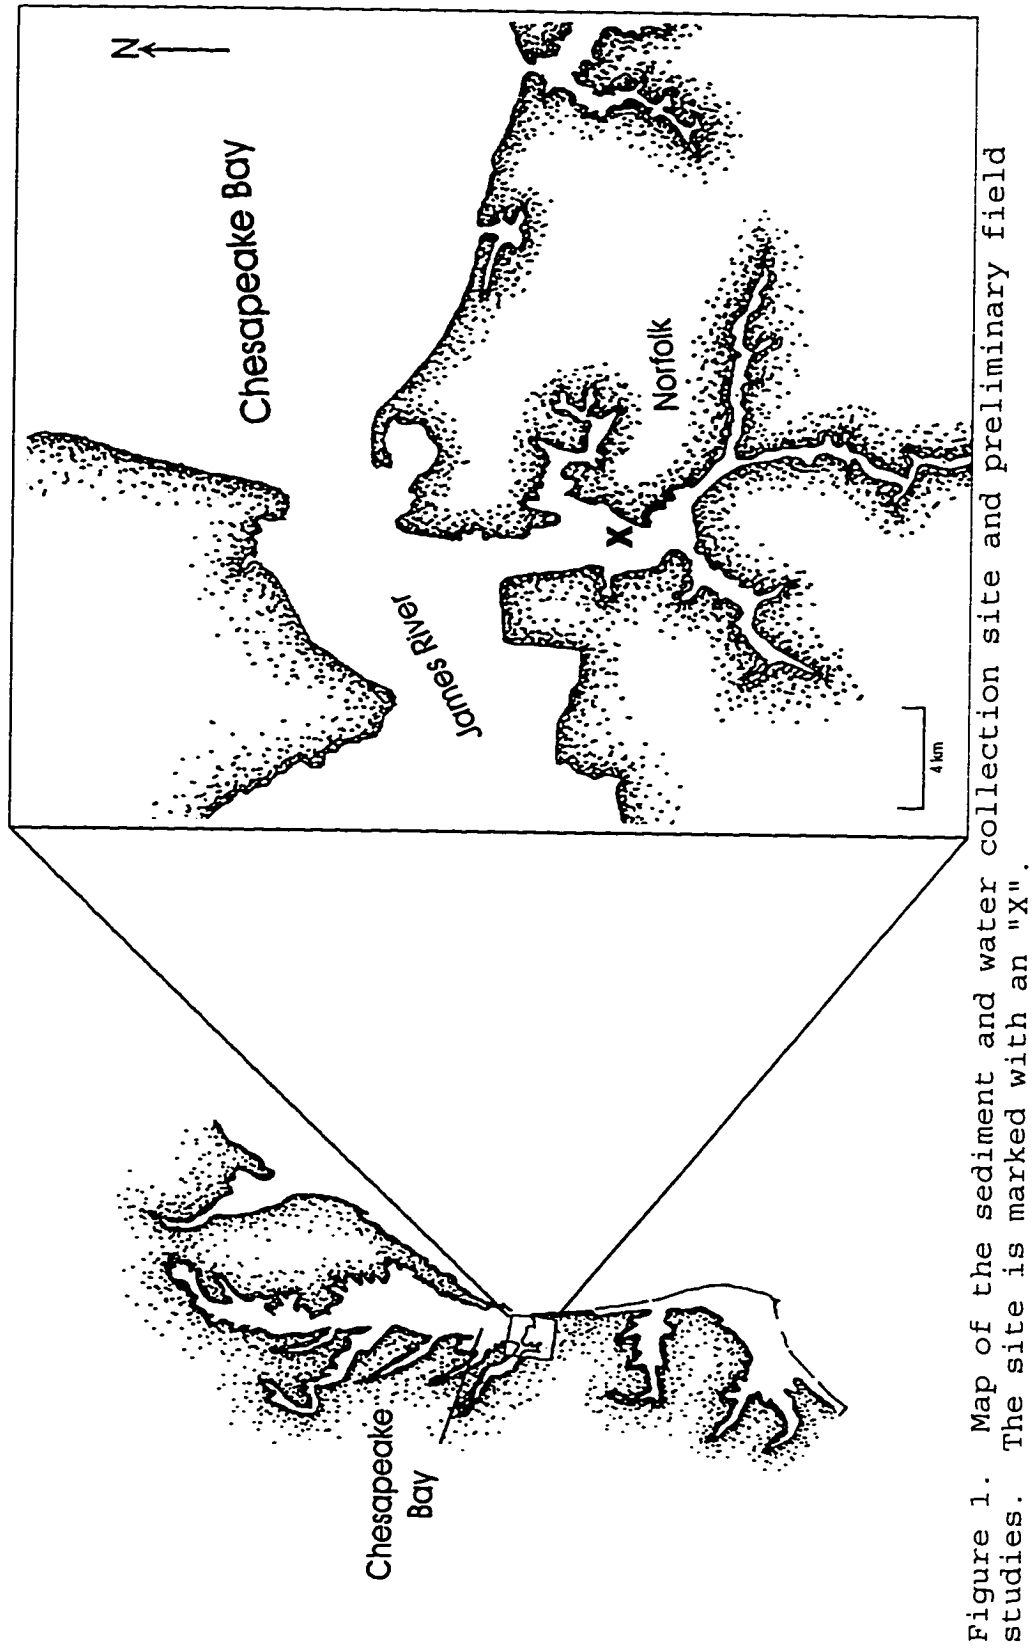 Chesapeake
Bay
N
Chesapeake Bay
James River
Norfolk
4 km
Figure 1. Map of the sediment and water collection site and preliminary field
studies. The site is marked with an "X".
X